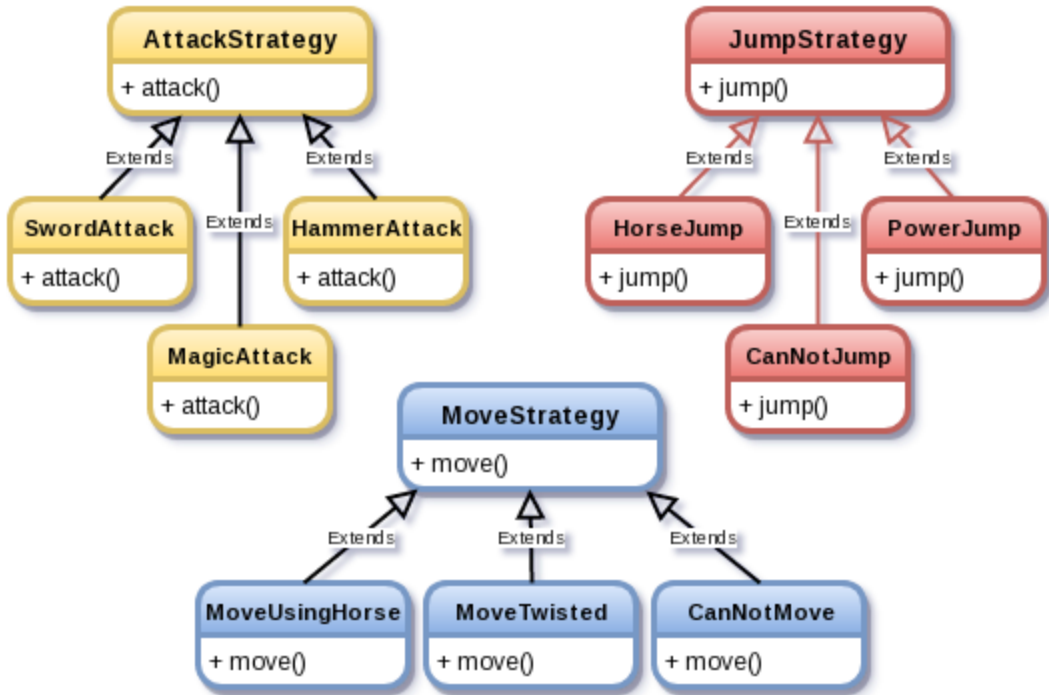 AttackStrategy
+ attack()
JumpStrategy
+ jump()
Extends
Extends
Extends
Extends
Extends
Extends
SwordAttack
+ attack()
HammerAttack
+ attack()
HorseJump
+ jump()
PowerJump
+ jump()
MagicAttack
+ attack()
CanNotJump
+ jump()
MoveStrategy
+ move()
Extends
Extends
Extends
MoveUsingHorse
+ move()
MoveTwisted
+ move()
CanNotMove
+ move()